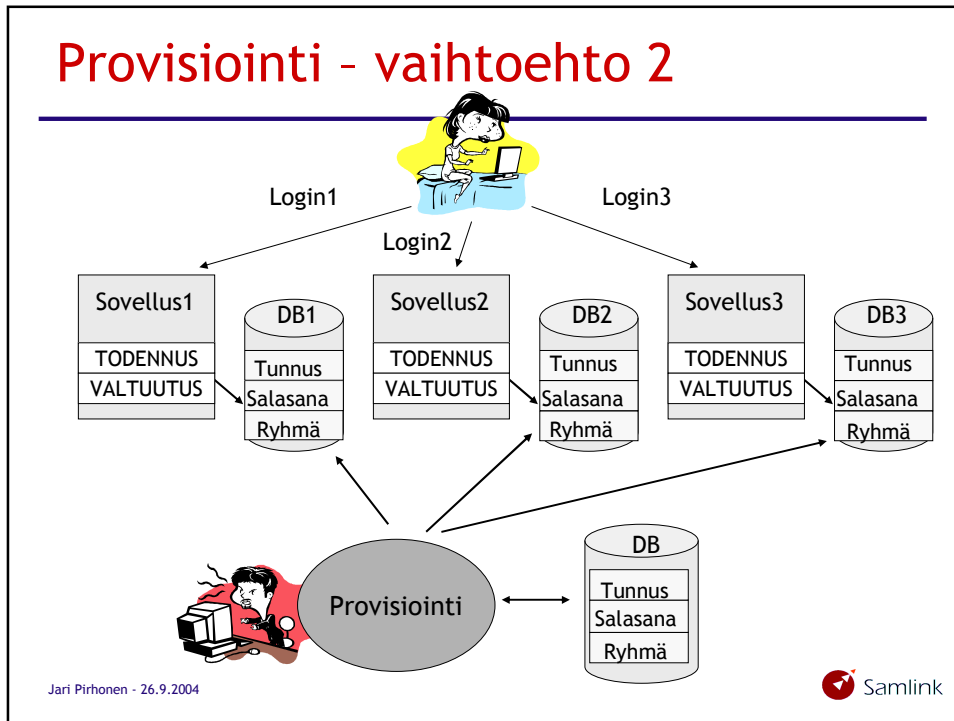 Provisiointi – vaihtoehto 2
Login1
Login2
Login3
Sovellus1
TODENNUS
VALTUUTUS
DB1
Tunnus
Salasana
Ryhmä
Sovellus2
TODENNUS
VALTUUTUS
DB2
Tunnus
Salasana
Ryhmä
Sovellus3
TODENNUS
VALTUUTUS
DB3
Tunnus
Salasana
Ryhmä
Provisiointi
DB
Tunnus
Salasana
Ryhmä
Jari Pirhonen - 26.9.2004
Samlink